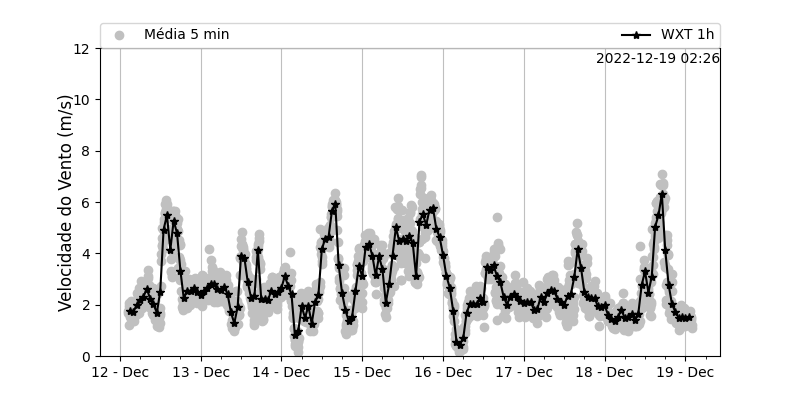 Média 5 min
WXT 1h
2022-12-19 02:26
Velocidade do Vento (m/s)
12
10
8
6
4
2
0
12 - Dec
13 - Dec
14 - Dec
15 - Dec
16 - Dec
17 - Dec
18 - Dec
19 - Dec